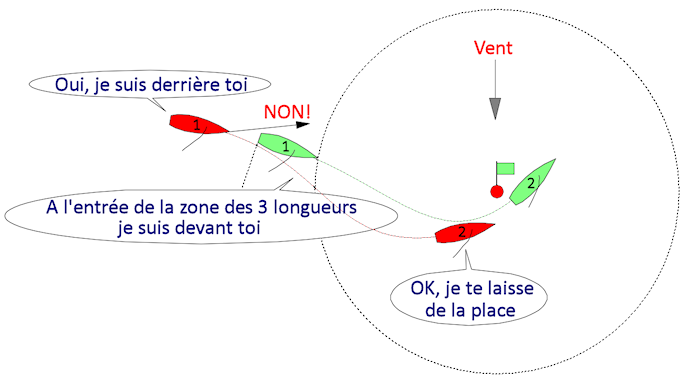 Vent
Oui, je suis derrière toi
NON!
1
1
A l'entrée de la zone des 3 longueurs
je suis devant toi
2
2
OK, je te laisse
de la place